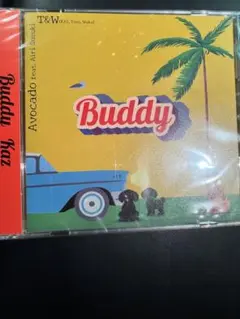 T&W
Avocado feat. Airi Suzuki
Buddy
Buddy Kaz